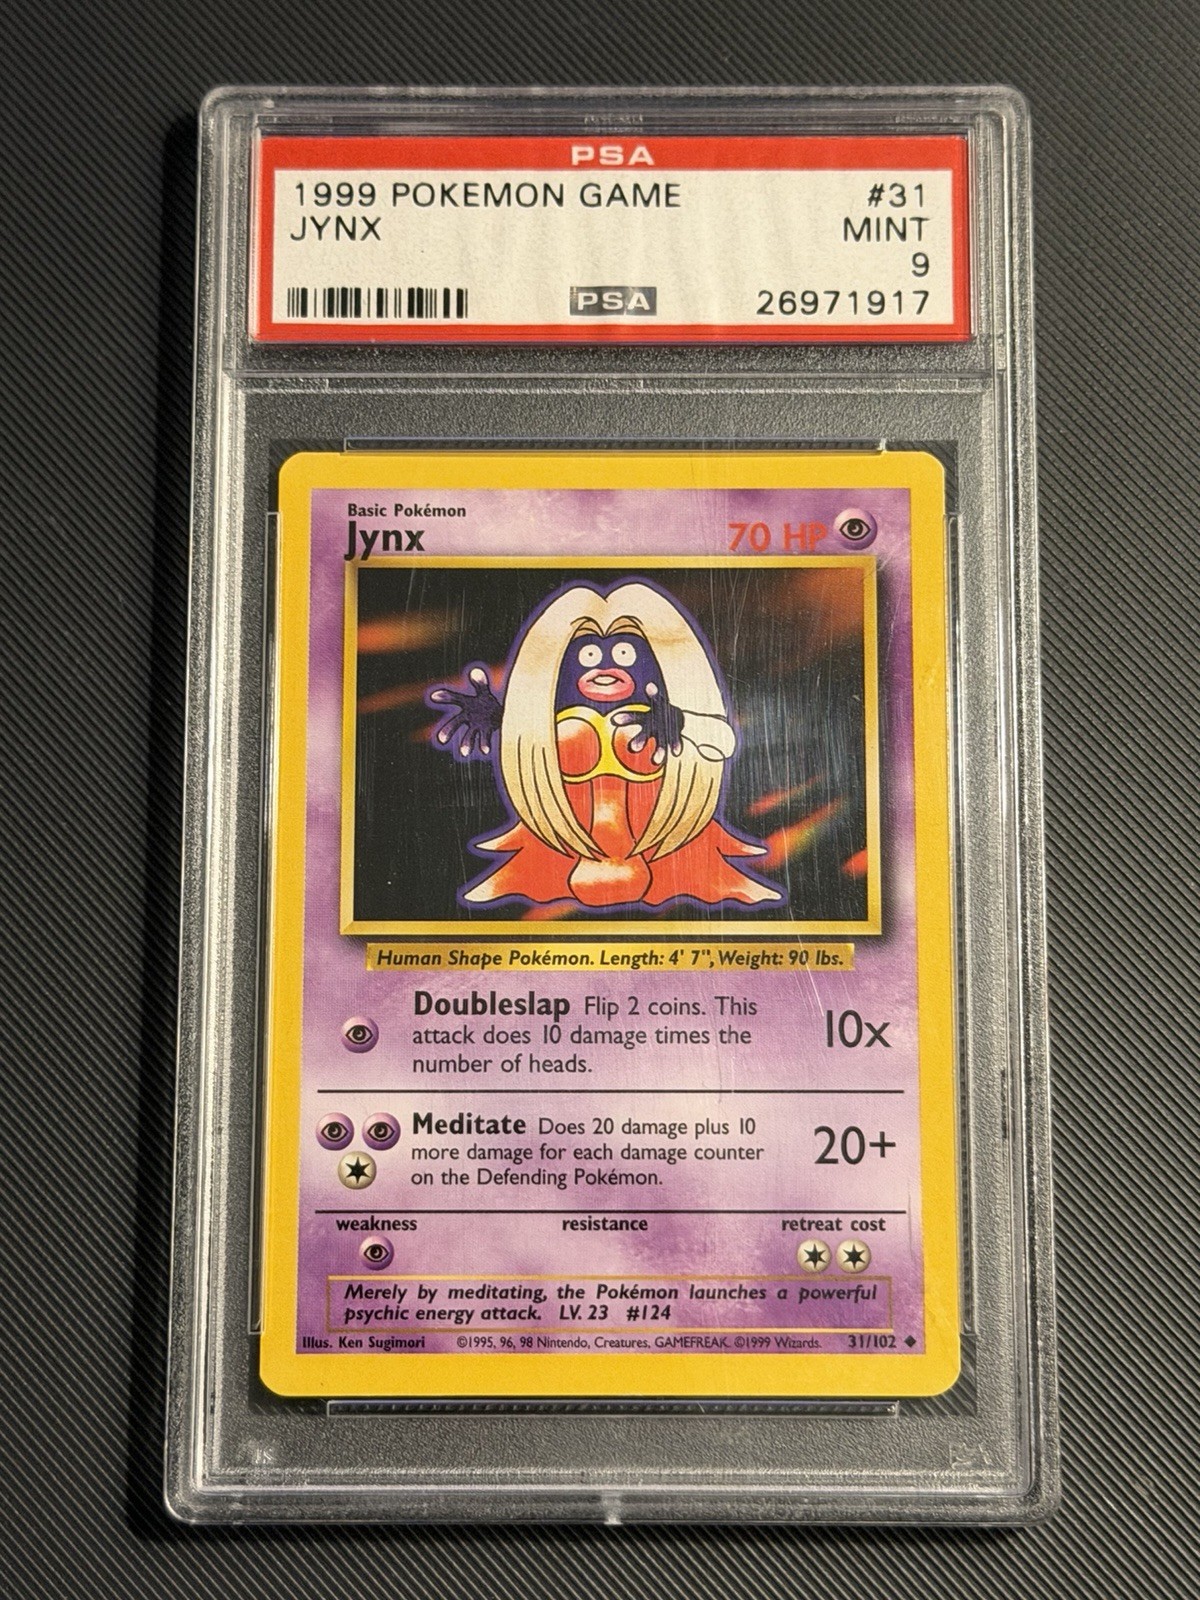 PSA
1999 POKEMON GAME #31
JYNX MINT
9
PSA 26971917
Basic Pokémon
Jynx 70 HP
Human Shape Pokémon. Length: 4' 7", Weight: 90 lbs.
Doubleslap Flip 2 coins. This
attack does 10 damage times the
number of heads.
10x
Meditate Does 20 damage plus 10
more damage for each damage counter
on the Defending Pokémon.
20+
weakness resistance retreat cost
Merely by meditating, the Pokémon launches a powerful
psychic energy attack. LV. 23 #124
Illus. Ken Sugimori ©1995, 96, 98 Nintendo, Creatures, GAMEFREAK. ©1999 Wizards. 31/102